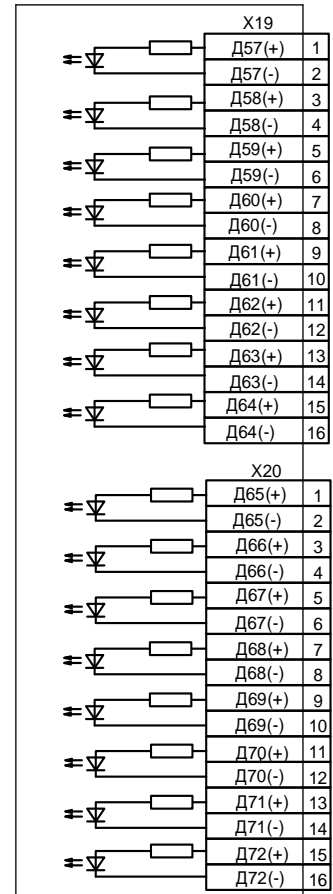 X19
Д57(+) 1
Д57(-) 2
Д58(+) 3
Д58(-) 4
Д59(+) 5
Д59(-) 6
Д60(+) 7
Д60(-) 8
Д61(+) 9
Д61(-) 10
Д62(+) 11
Д62(-) 12
Д63(+) 13
Д63(-) 14
Д64(+) 15
Д64(-) 16
X20
Д65(+) 1
Д65(-) 2
Д66(+) 3
Д66(-) 4
Д67(+) 5
Д67(-) 6
Д68(+) 7
Д68(-) 8
Д69(+) 9
Д69(-) 10
Д70(+) 11
Д70(-) 12
Д71(+) 13
Д71(-) 14
Д72(+) 15
Д72(-) 16